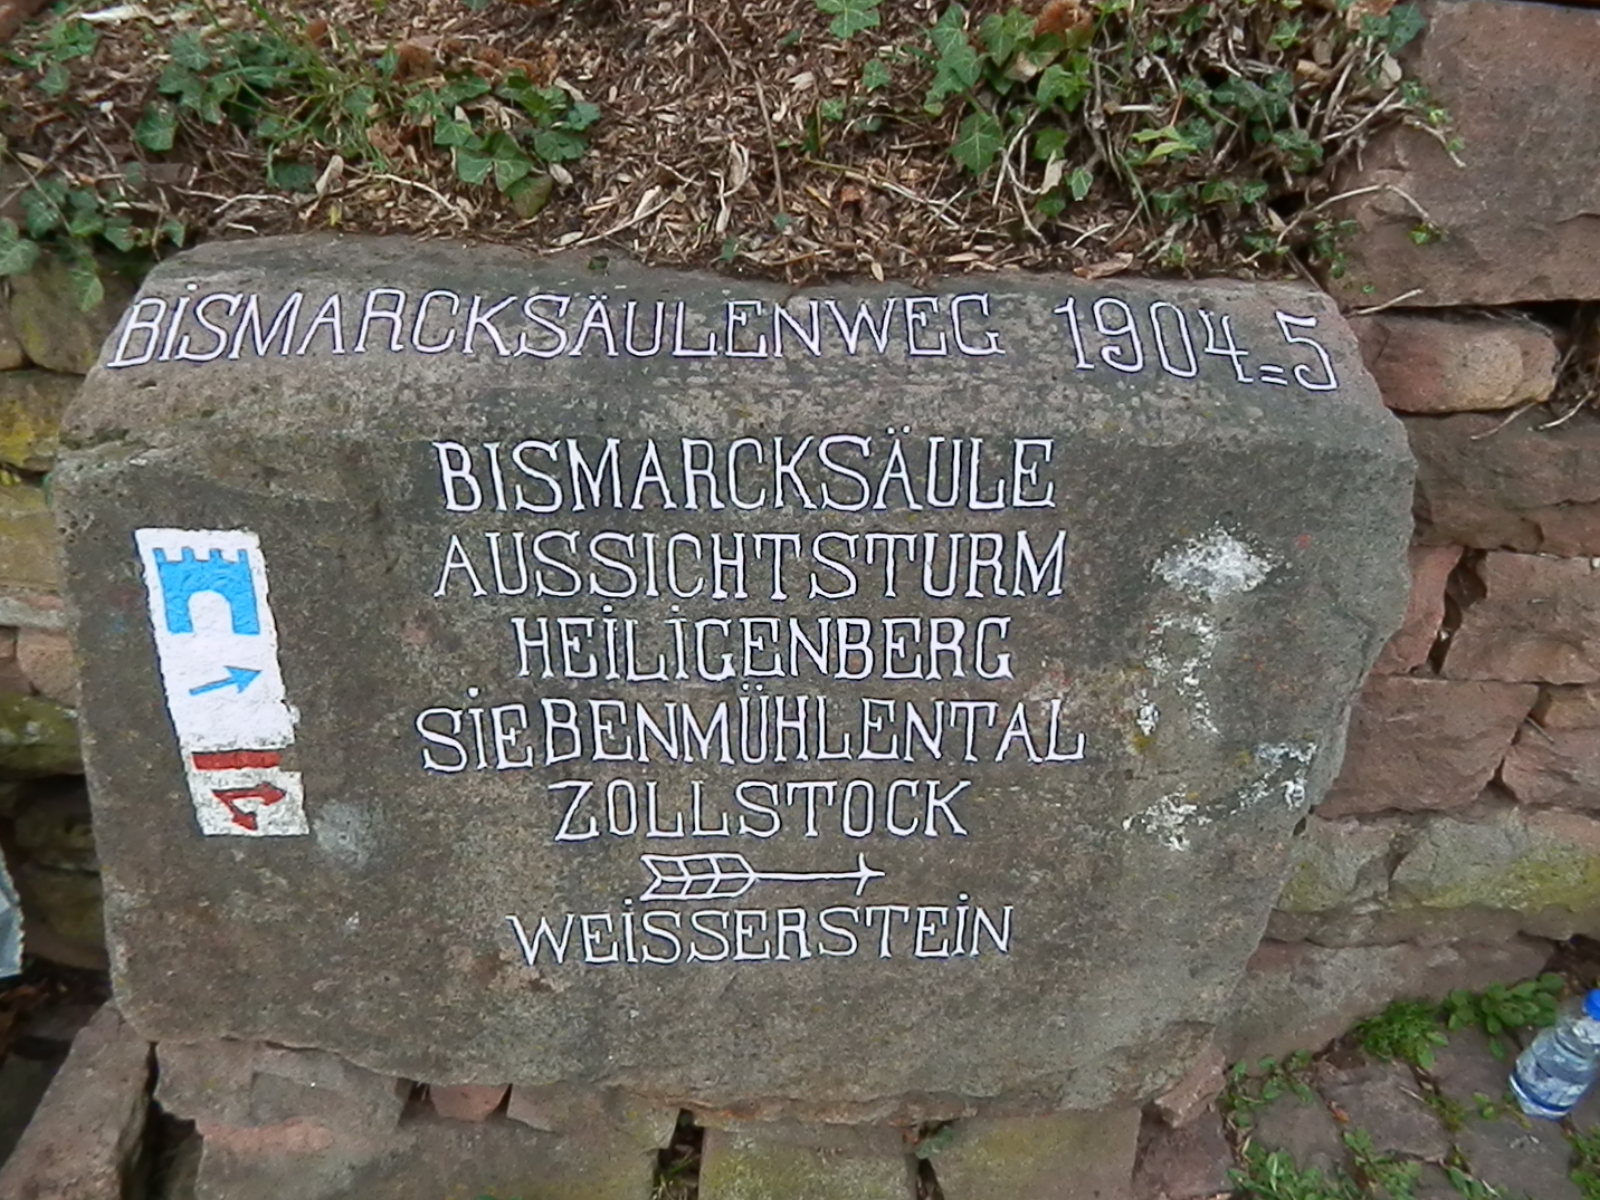 BISMARCKSÄULENWEG 1904=5
BISMARCKSÄULE
AUSSICHTSTURM
HEILIGENBERG
SIEBENMÜHLENTAL
ZOLLSTOCK
WEISSERSTEIN